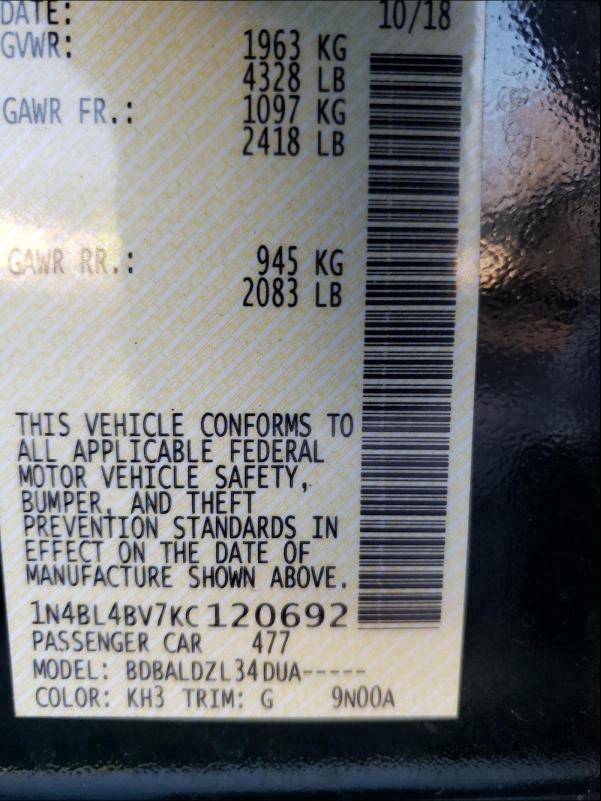 DATE: 10/18
GVWR: 1963 KG
4328 LB
GAWR FR.: 1097 KG
2418 LB
GAWR RR.: 945 KG
2083 LB
THIS VEHICLE CONFORMS TO
ALL APPLICABLE FEDERAL
MOTOR VEHICLE SAFETY,
BUMPER, AND THEFT
PREVENTION STANDARDS IN
EFFECT ON THE DATE OF
MANUFACTURE SHOWN ABOVE.
1N4BL4BV7KC120692
PASSENGER CAR 477
MODEL: BDBALDZL34DUA-----
COLOR: KH3 TRIM: G 9N00A